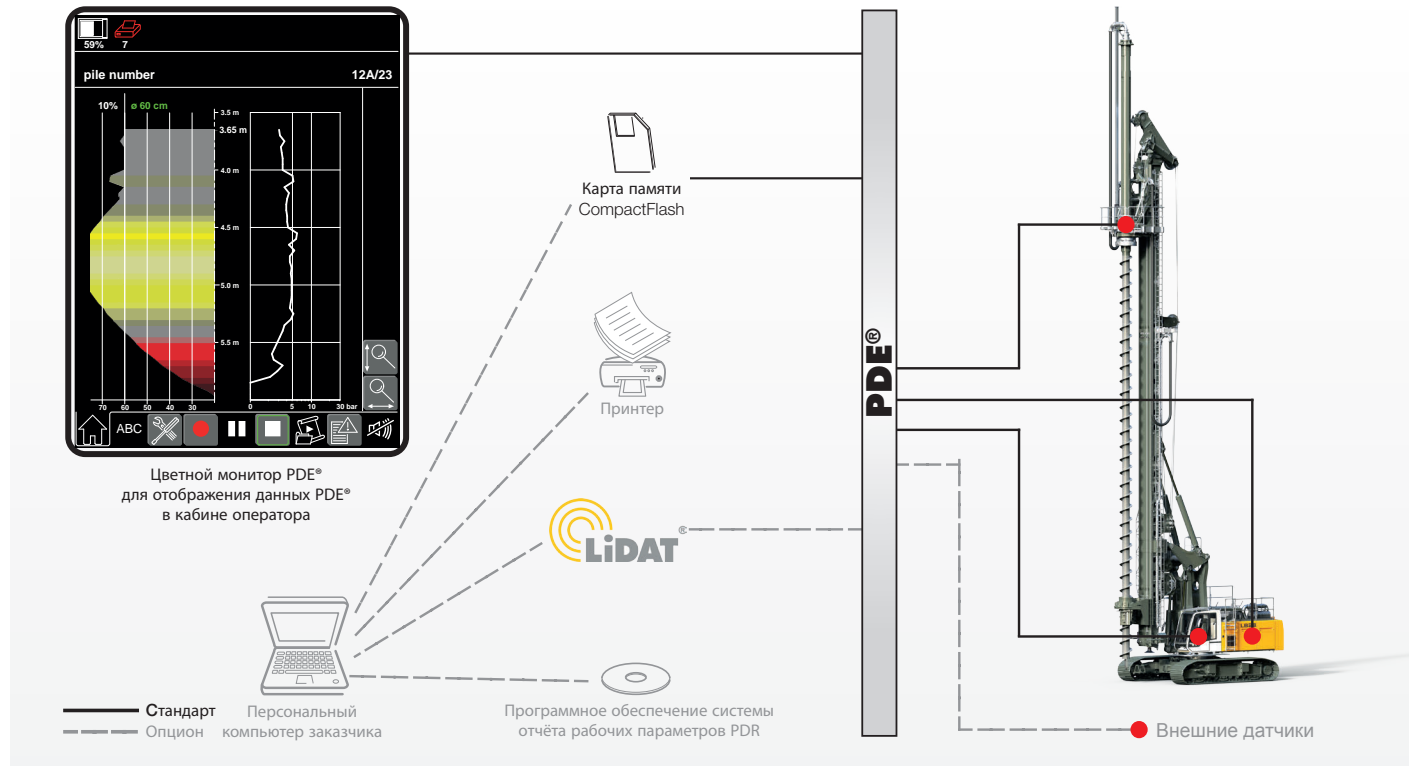 59%
7
pile number 12A/23
10% ø 60 cm
3.5 m
3.65 m
4.0 m
4.5 m
5.0 m
5.5 m
70 60 50 40 30
0 5 10 30 bar
ABC
Цветной монитор PDE®
для отображения данных PDE®
в кабине оператора
Карта памяти
CompactFlash
Принтер
LiDAT®
PDE®
Стандарт
Опцион
Персональный
компьютер заказчика
Программное обеспечение системы
отчёта рабочих параметров PDR
Внешние датчики